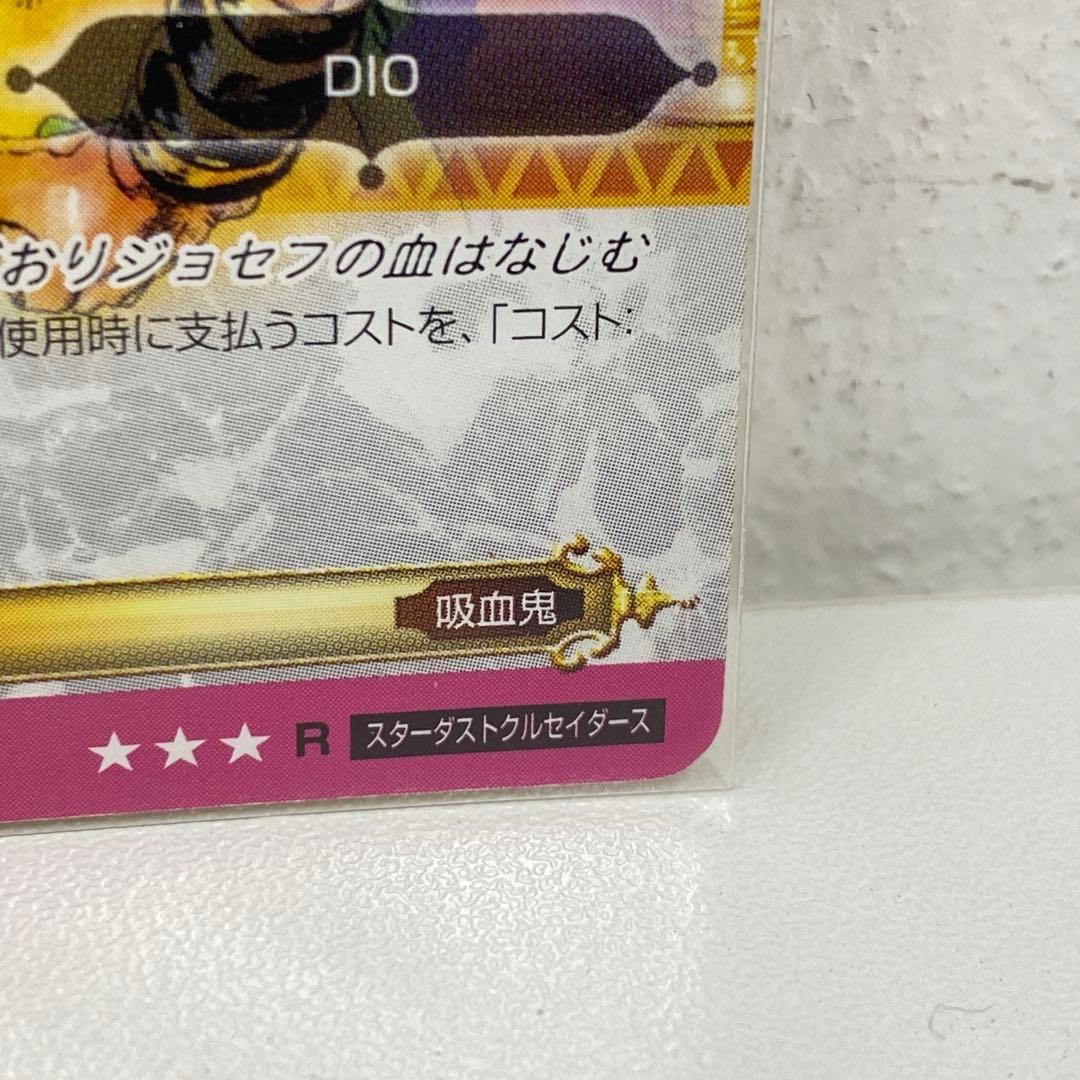 DIO
おりジョセフの血はなじむ
使用時に支払うコストを、「コスト:
吸血鬼
★★★ R スターダストクルセイダース